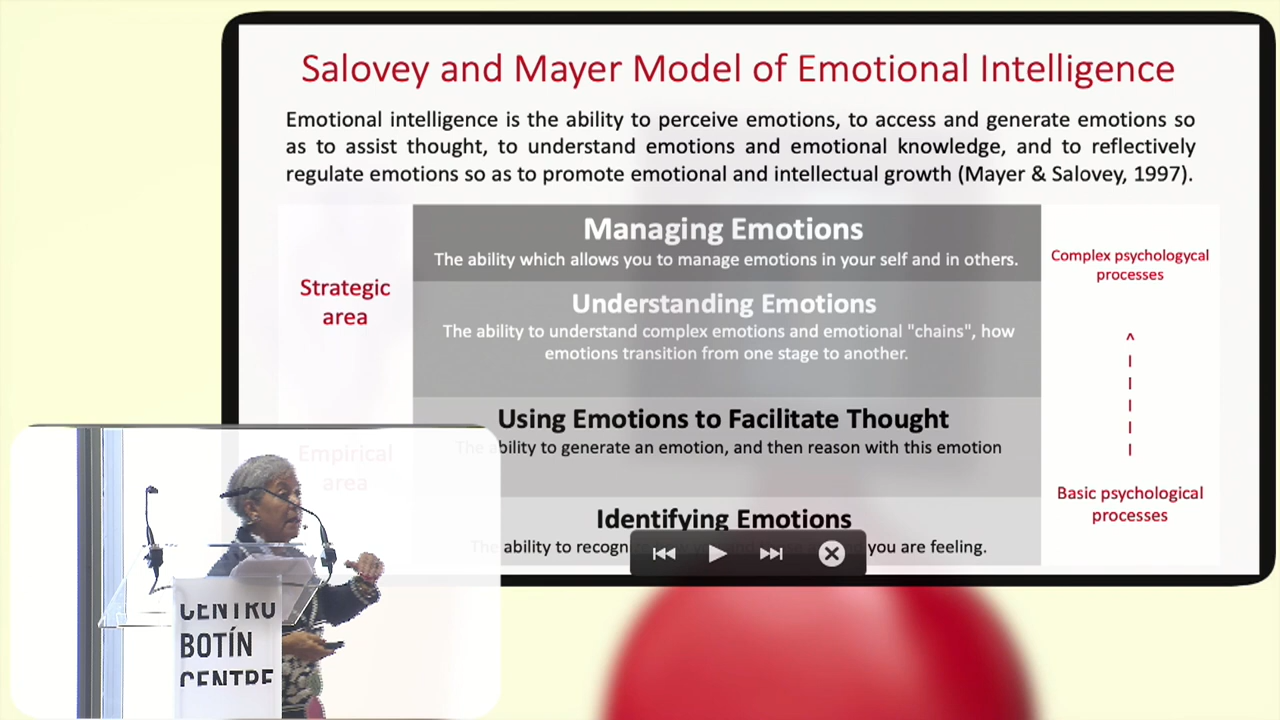 Salovey and Mayer Model of Emotional Intelligence
Emotional intelligence is the ability to perceive emotions, to access and generate emotions so
as to assist thought, to understand emotions and emotional knowledge, and to reflectively
regulate emotions so as to promote emotional and intellectual growth (Mayer & Salovey, 1997).
Managing Emotions
The ability which allows you to manage emotions in your self and in others.
Strategic
area
Complex psychologycal
processes
Understanding Emotions
The ability to understand complex emotions and emotional "chains", how
emotions transition from one stage to another.
Using Emotions to Facilitate Thought
The ability to generate an emotion, and then reason with this emotion
Empirical
area
Basic psychological
processes
Identifying Emotions
The ability to you are feeling.
CENTRO
BOTÍN
CENTRE